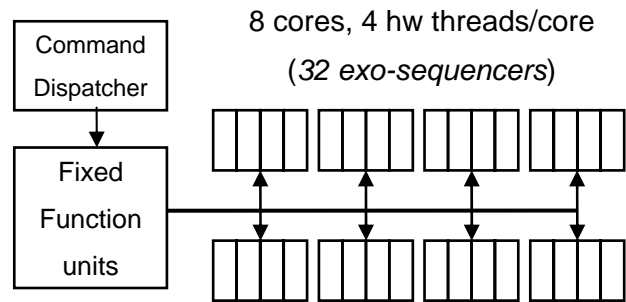 Command
Dispatcher
8 cores, 4 hw threads/core
(32 exo-sequencers)
Fixed
Function
units